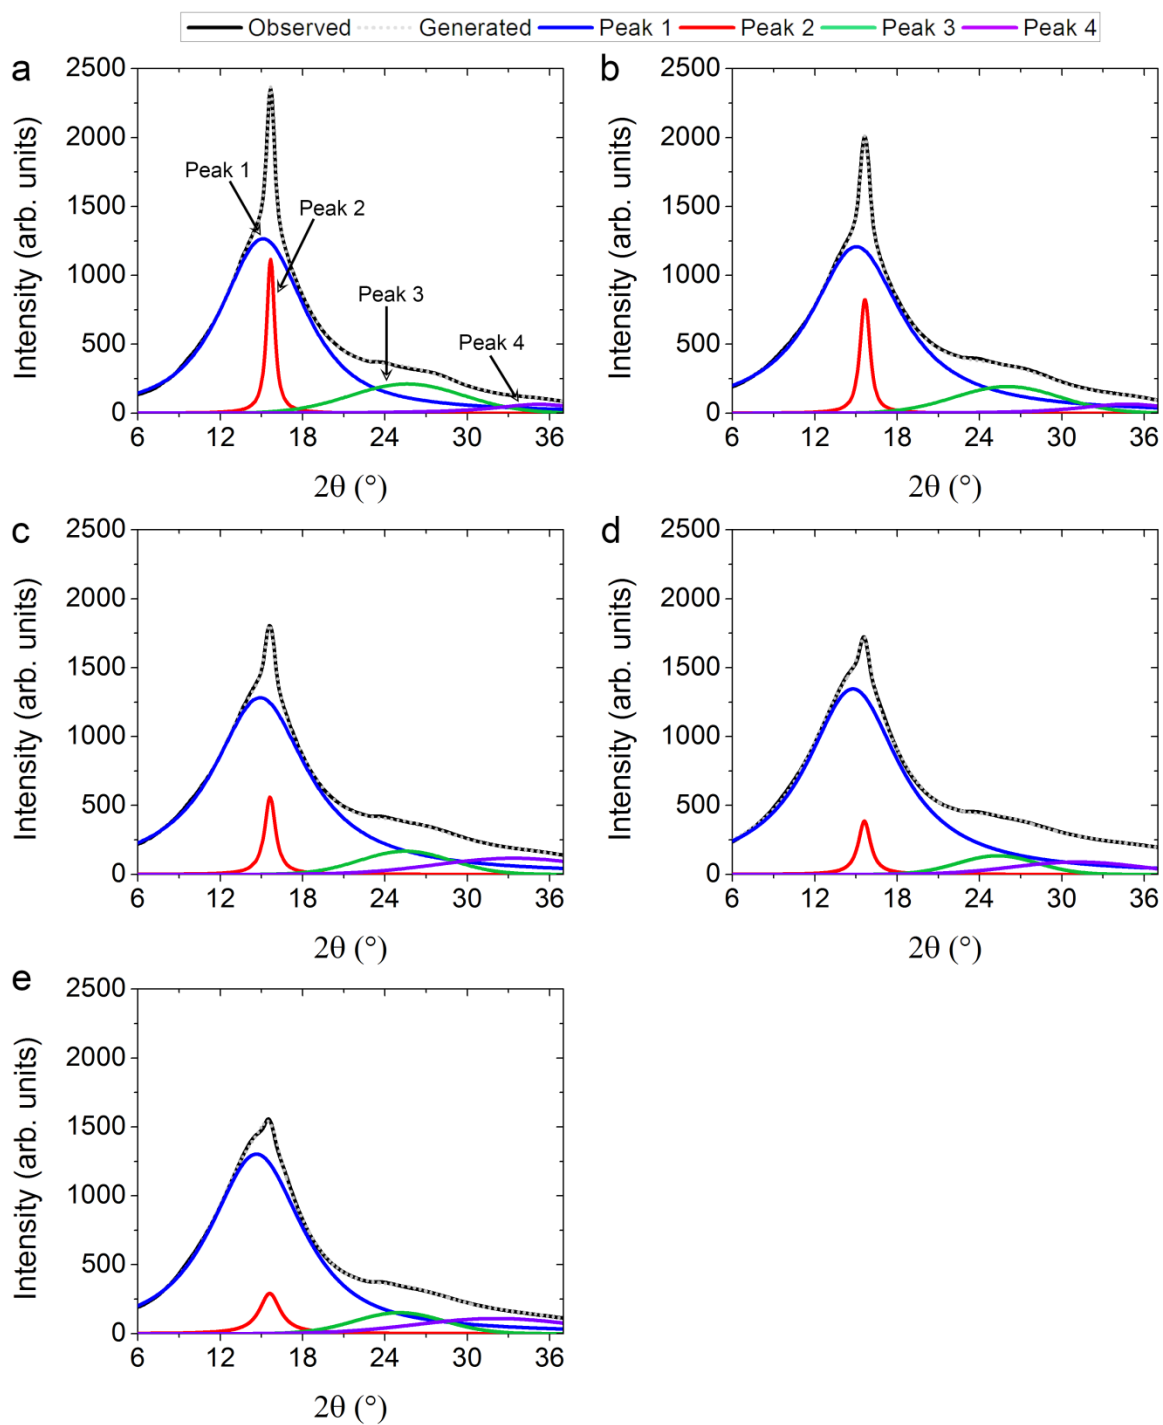 Observed Generated Peak 1 Peak 2 Peak 3 Peak 4
a
2500
2000
1500
1000
500
0
Intensity (arb. units)
Peak 1
Peak 2
Peak 3
Peak 4
6 12 18 24 30 36
2θ (°)
b
2500
2000
1500
1000
500
0
Intensity (arb. units)
6 12 18 24 30 36
2θ (°)
c
2500
2000
1500
1000
500
0
Intensity (arb. units)
6 12 18 24 30 36
2θ (°)
d
2500
2000
1500
1000
500
0
Intensity (arb. units)
6 12 18 24 30 36
2θ (°)
e
2500
2000
1500
1000
500
0
Intensity (arb. units)
6 12 18 24 30 36
2θ (°)